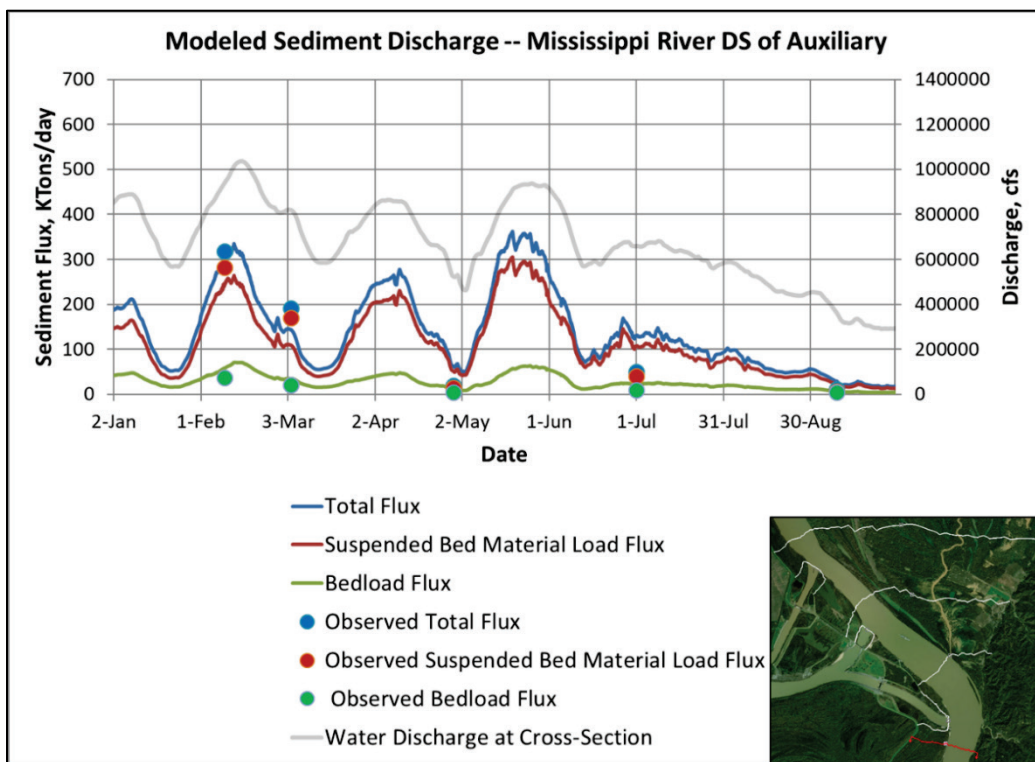 Modeled Sediment Discharge -- Mississippi River DS of Auxiliary
700
600
500
400
300
200
100
0
Sediment Flux, KTons/day
1400000
1200000
1000000
800000
600000
400000
200000
0
Discharge, cfs
2-Jan 1-Feb 3-Mar 2-Apr 2-May 1-Jun 1-Jul 31-Jul 30-Aug
Date
Total Flux
Suspended Bed Material Load Flux
Bedload Flux
Observed Total Flux
Observed Suspended Bed Material Load Flux
Observed Bedload Flux
Water Discharge at Cross-Section